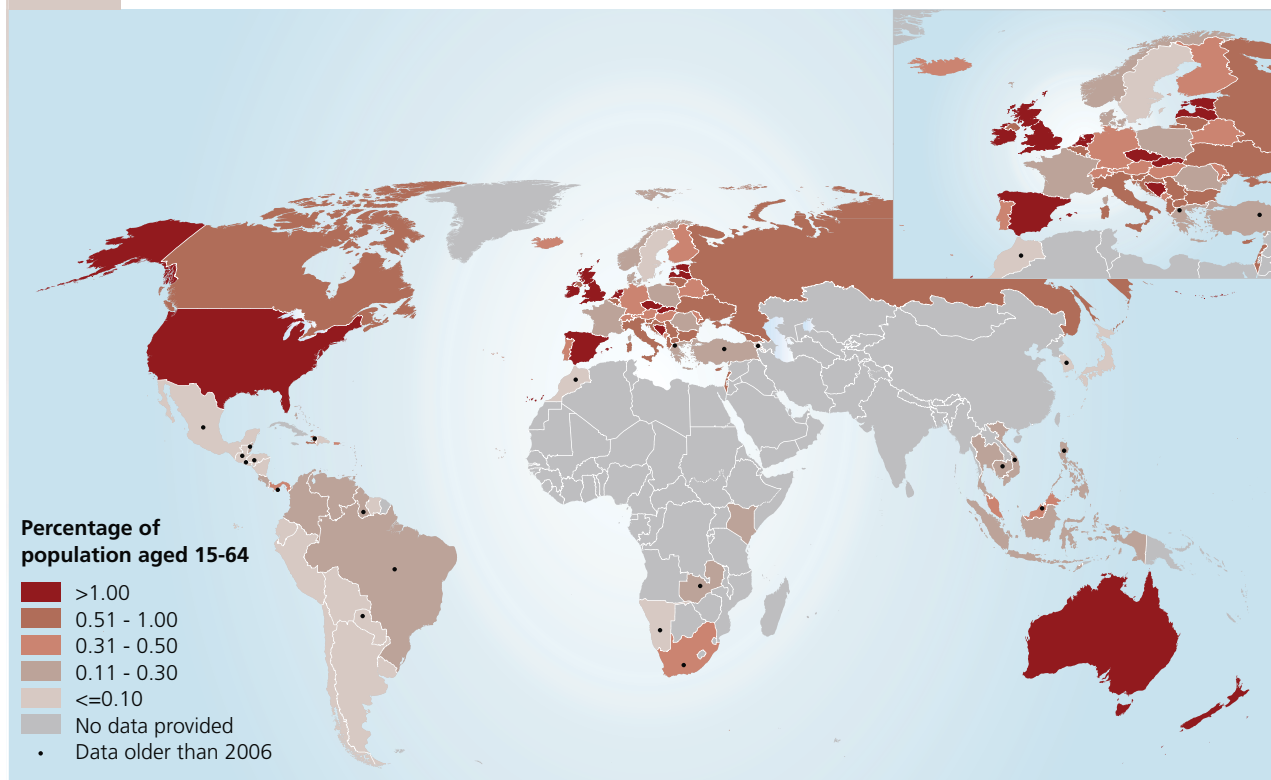 Percentage of
population aged 15-64
>1.00
0.51 - 1.00
0.31 - 0.50
0.11 - 0.30
<=0.10
No data provided
Data older than 2006